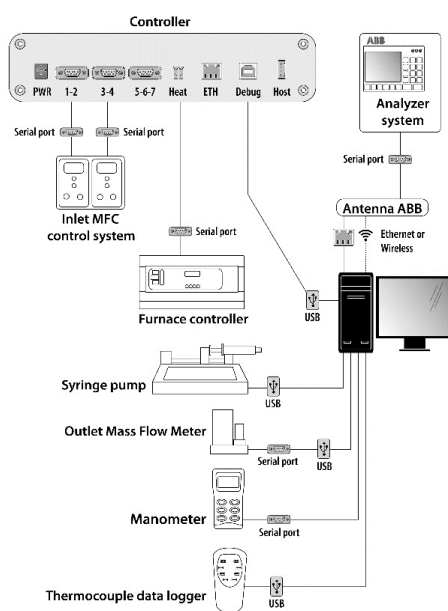 Controller
PWR 1-2 3-4 5-6-7 Heat ETH Debug Host
ABB
Analyzer
system
Serial port
Serial port
Serial port
Antenna ABB
Inlet MFC
control system
Serial port
Ethernet or
Wireless
Furnace controller
USB
Syringe pump
USB
Outlet Mass Flow Meter
Serial port
USB
Manometer
Serial port
Thermocouple data logger
USB